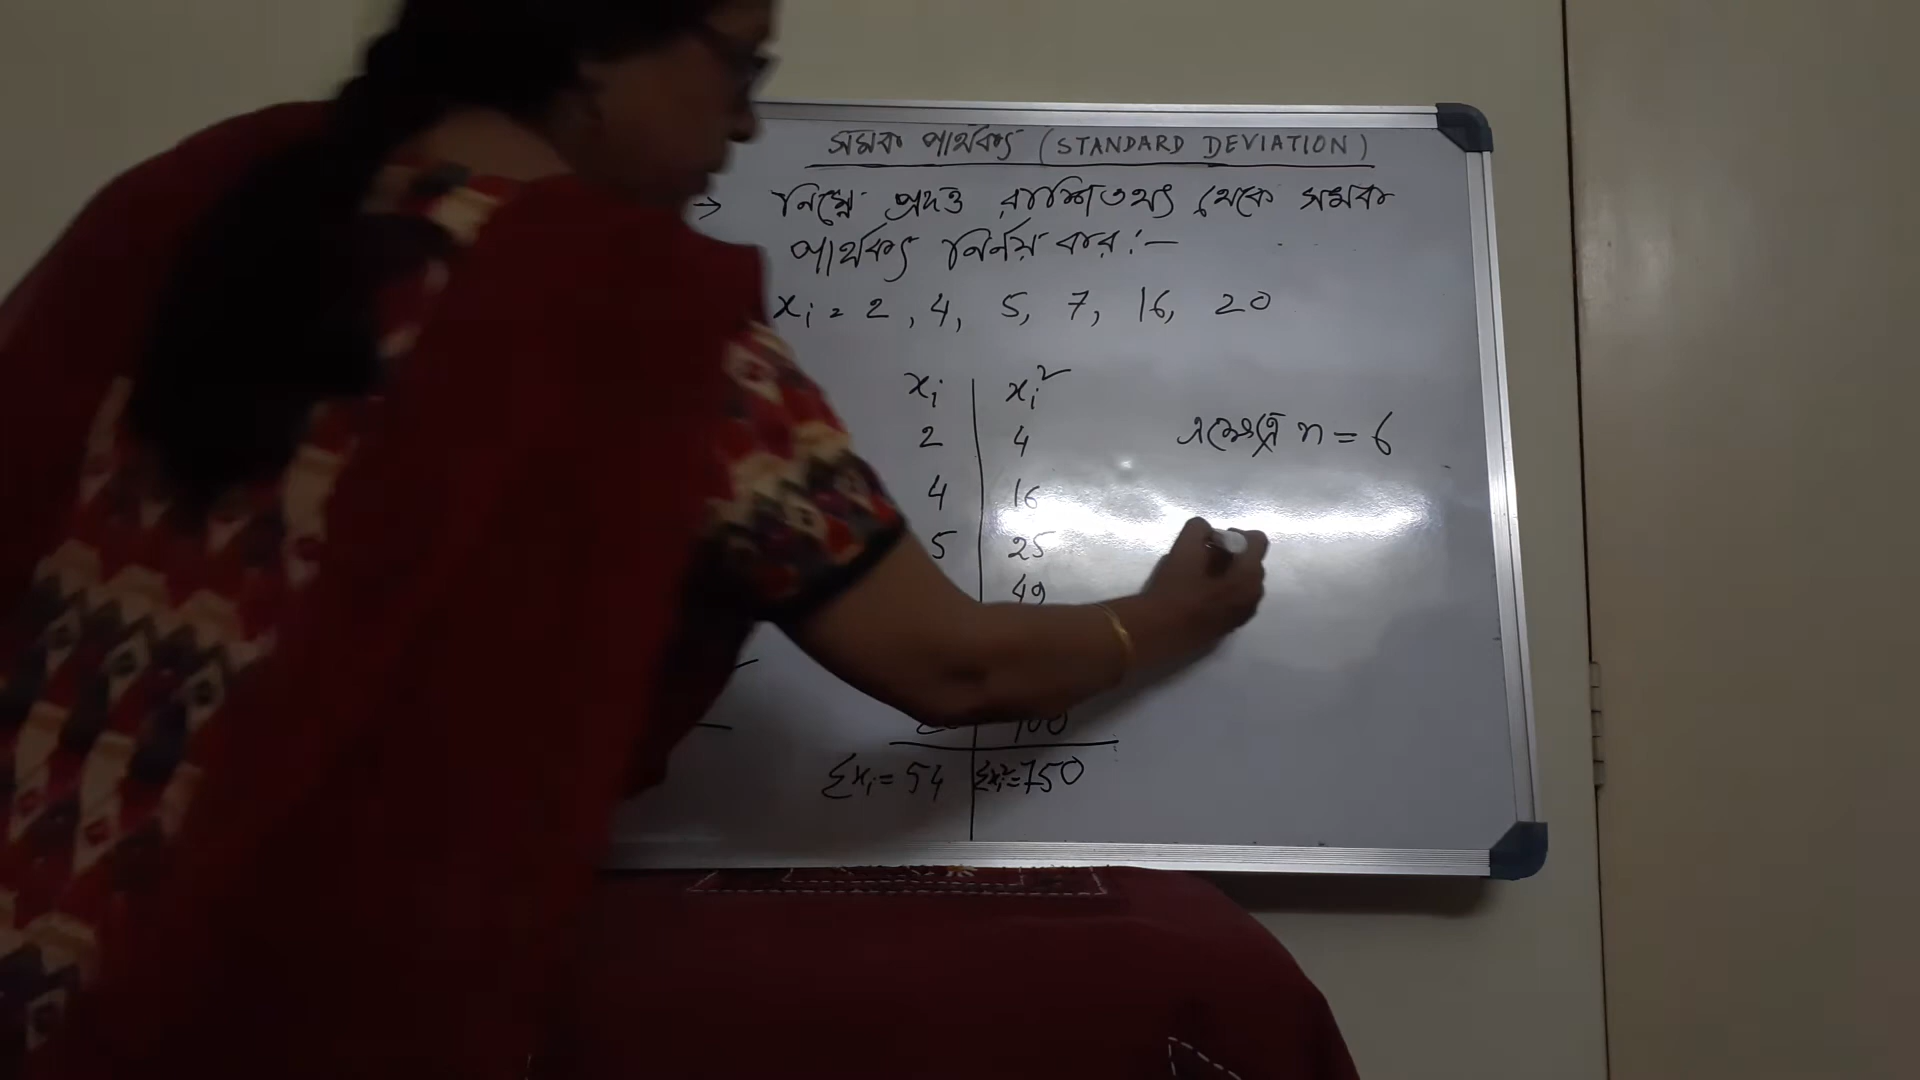 সমক পার্থক্য (STANDARD DEVIATION)
→ নিম্নে প্রদত্ত রাশিতথ্য থেকে সমক
পার্থক্য নির্ণয় কর :—
xᵢ = 2, 4, 5, 7, 16, 20
xᵢ xᵢ²
2 4
এক্ষেত্রে n = 6
4 16
5 25
49
Σxᵢ = 54 Σxᵢ² = 750